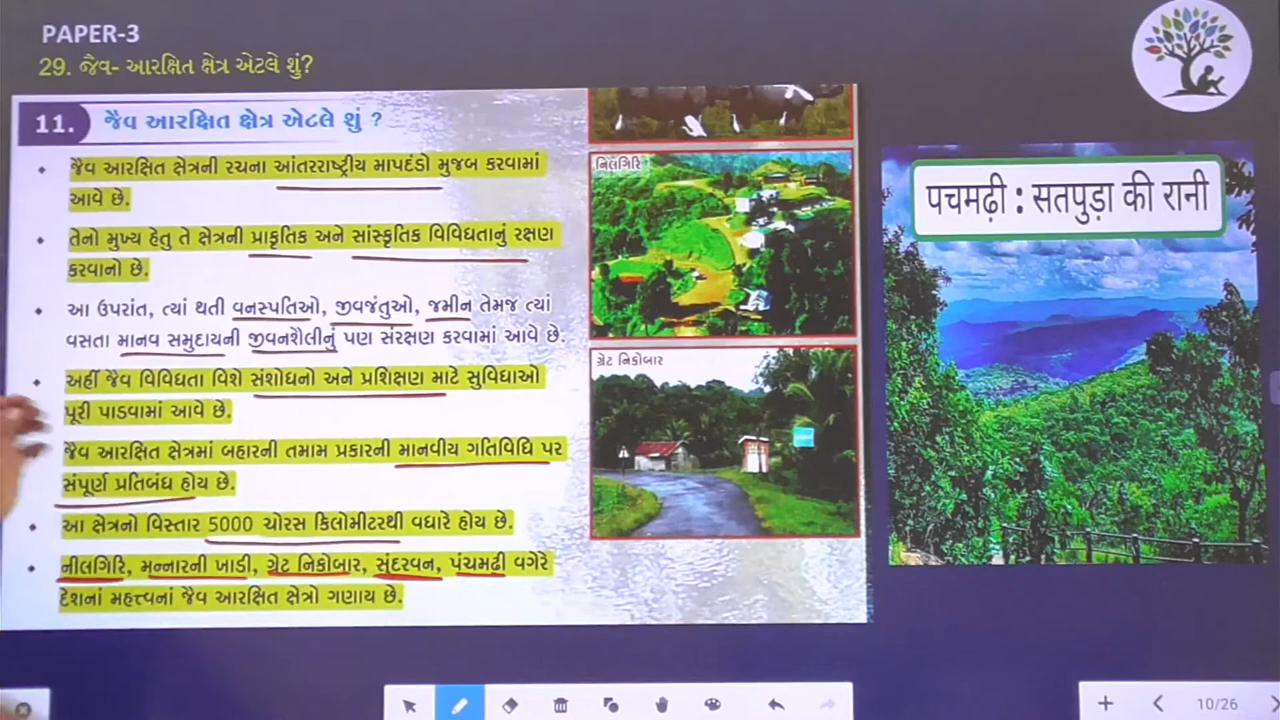 PAPER-3
29. જૈવ- આરક્ષિત ક્ષેત્ર એટલે શું?
11. જૈવ આરક્ષિત ક્ષેત્ર એટલે શું ?
• જૈવ આરક્ષિત ક્ષેત્રની રચના આંતરરાષ્ટ્રીય માપદંડો મુજબ કરવામાં
આવે છે.
• તેનો મુખ્ય હેતુ તે ક્ષેત્રની પ્રાકૃતિક અને સાંસ્કૃતિક વિવિધતાનું રક્ષણ
કરવાનો છે.
• આ ઉપરાંત, ત્યાં થતી વનસ્પતિઓ, જીવજંતુઓ, જમીન તેમજ ત્યાં
વસતા માનવ સમુદાયની જીવનશૈલીનું પણ સંરક્ષણ કરવામાં આવે છે.
• અહીં જૈવ વિવિધતા વિશે સંશોધનો અને પ્રશિક્ષણ માટે સુવિધાઓ
પૂરી પાડવામાં આવે છે.
• જૈવ આરક્ષિત ક્ષેત્રમાં બહારની તમામ પ્રકારની માનવીય ગતિવિધિ પર
સંપૂર્ણ પ્રતિબંધ હોય છે.
• આ ક્ષેત્રનો વિસ્તાર 5000 ચોરસ કિલોમીટરથી વધારે હોય છે.
• નીલગિરિ, મન્નારની ખાડી, ગ્રેટ નિકોબાર, સુંદરવન, પંચમઢી વગેરે
દેશનાં મહત્ત્વનાં જૈવ આરક્ષિત ક્ષેત્રો ગણાય છે.
નિલગિરિ
ગ્રેટ નિકોબાર
पचमढ़ी : सतपुड़ा की रानी
10/26